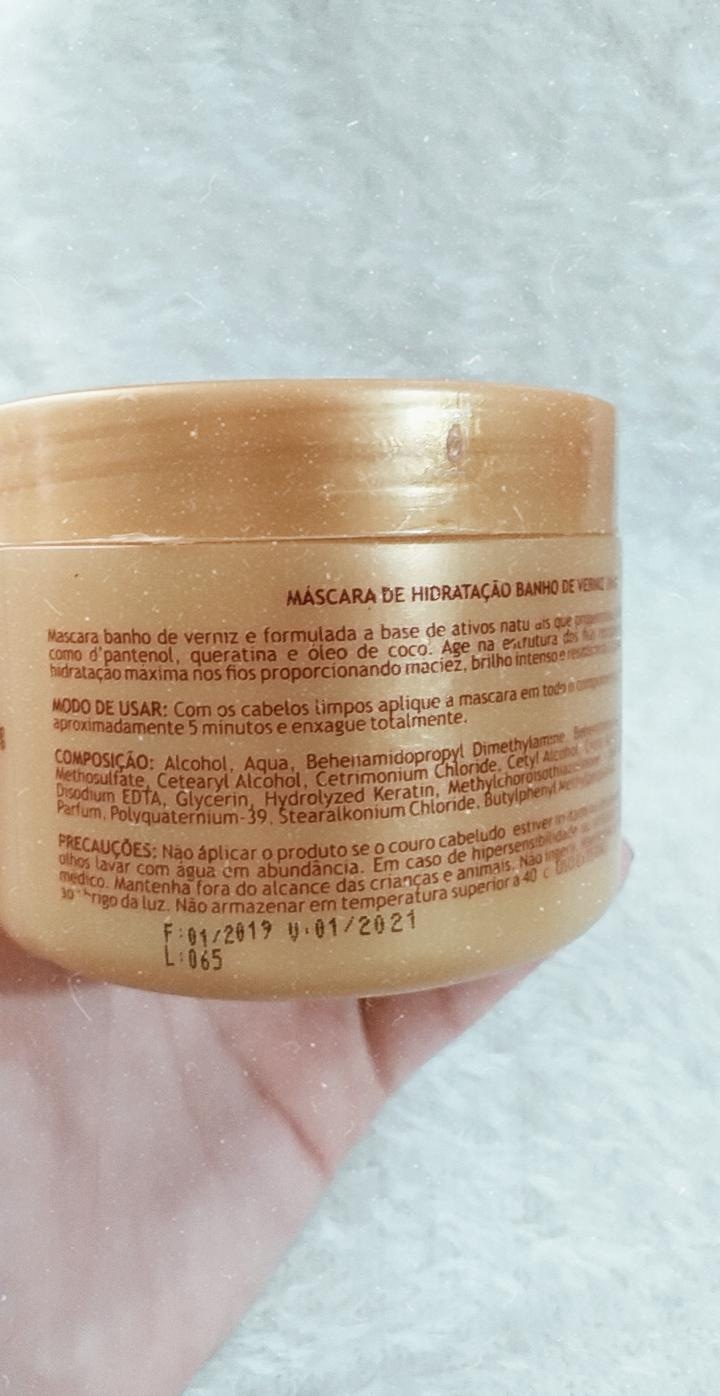 MÁSCARA DE HIDRATAÇÃO BANHO DE VERNIZ
Mascara banho de verniz e formulada a base de ativos natu ais que
como d'pantenol, queratina e óleo de coco. Age na estrutura dos fios
hidratação máxima nos fios proporcionando maciez, brilho intenso e
MODO DE USAR: Com os cabelos limpos aplique a mascara em todo o
aproximadamente 5 minutos e enxague totalmente.
COMPOSIÇÃO: Alcohol, Aqua, Behenamidopropyl Dimethylamine,
Methosulfate, Cetearyl Alcohol, Cetrimonium Chloride, Cetyl Alcohol,
Disodium EDTA, Glycerin, Hydrolyzed Keratin,
Parfum, Polyquaternium-39, Stearalkonium Chloride, Butylphenyl
PRECAUÇÕES: Não áplicar o produto se o couro cabeludo estiver
olhos lavar com água em abundância. Em caso de hipersensibilidade
médico. Mantenha fora do alcance das crianças e animais. Não
da luz. Não armazenar em temperatura superior a 40
F:01/2019 V:01/2021
L:065